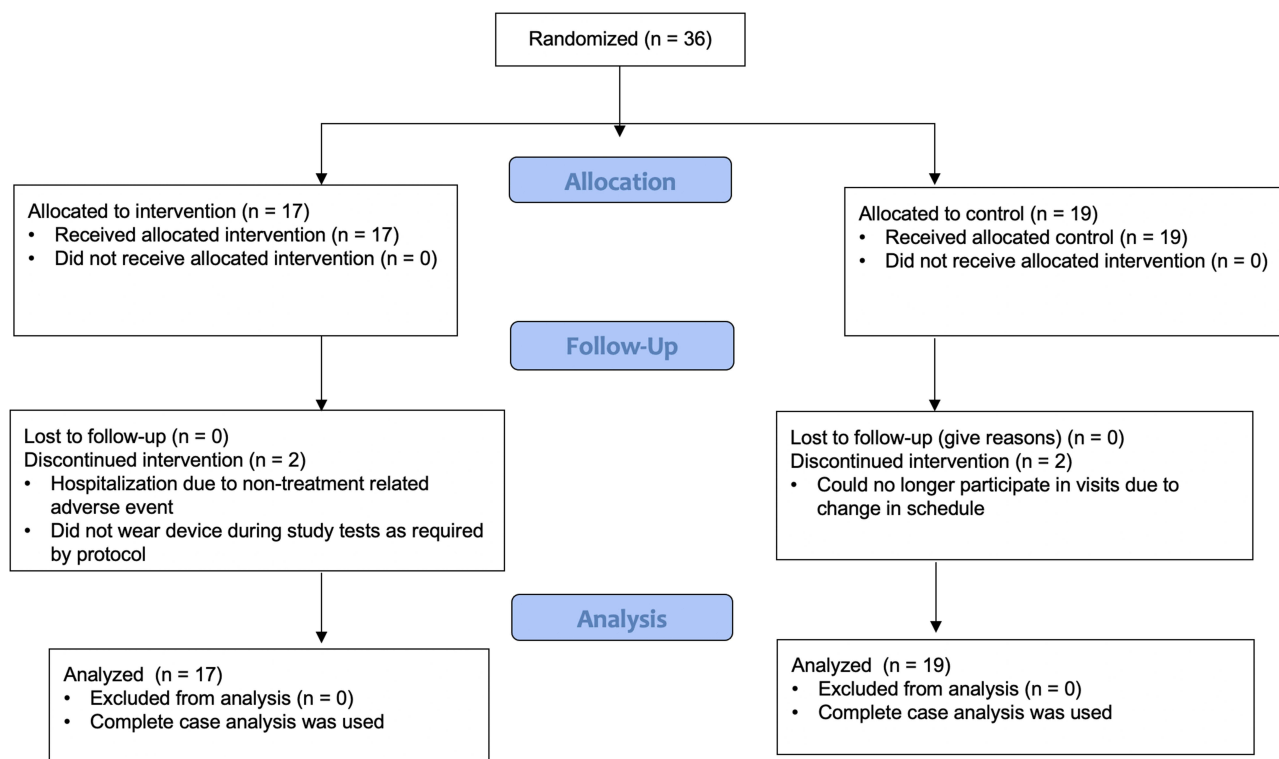 Randomized (n = 36)
Allocation
Allocated to intervention (n = 17)
• Received allocated intervention (n = 17)
• Did not receive allocated intervention (n = 0)
Allocated to control (n = 19)
• Received allocated control (n = 19)
• Did not receive allocated intervention (n = 0)
Follow-Up
Lost to follow-up (n = 0)
Discontinued intervention (n = 2)
• Hospitalization due to non-treatment related
adverse event
• Did not wear device during study tests as required
by protocol
Lost to follow-up (give reasons) (n = 0)
Discontinued intervention (n = 2)
• Could no longer participate in visits due to
change in schedule
Analysis
Analyzed (n = 17)
• Excluded from analysis (n = 0)
• Complete case analysis was used
Analyzed (n = 19)
• Excluded from analysis (n = 0)
• Complete case analysis was used